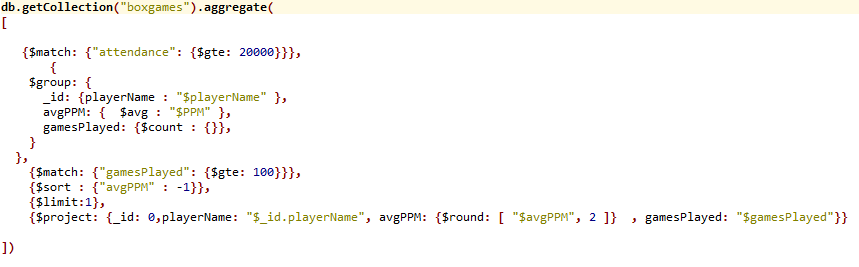 db.getCollection("boxgames").aggregate(
[
{$match: {"attendance": {$gte: 20000}}},
{
$group: {
_id: {playerName : "$playerName" },
avgPPM: {  $avg : "$PPM" },
gamesPlayed: {$count : {}},
}
},
{$match: {"gamesPlayed": {$gte: 100}}},
{$sort : {"avgPPM" : -1}},
{$limit:1},
{$project: {_id: 0,playerName: "$_id.playerName", avgPPM: {$round: [ "$avgPPM", 2 ]}  , gamesPlayed: "$gamesPlayed"}}
])